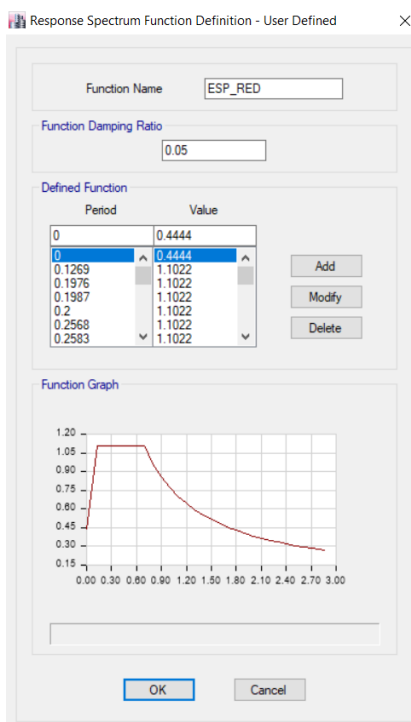 Response Spectrum Function Definition - User Defined
Function Name
ESP_RED
Function Damping Ratio
0.05
Defined Function
Period Value
0 0.4444
0 0.4444
0.1269 1.1022
0.1976 1.1022
0.1987 1.1022
0.2 1.1022
0.2568 1.1022
0.2583 1.1022
Add
Modify
Delete
Function Graph
1.20
1.05
0.90
0.75
0.60
0.45
0.30
0.15
0.00 0.30 0.60 0.90 1.20 1.50 1.80 2.10 2.40 2.70 3.00
OK Cancel